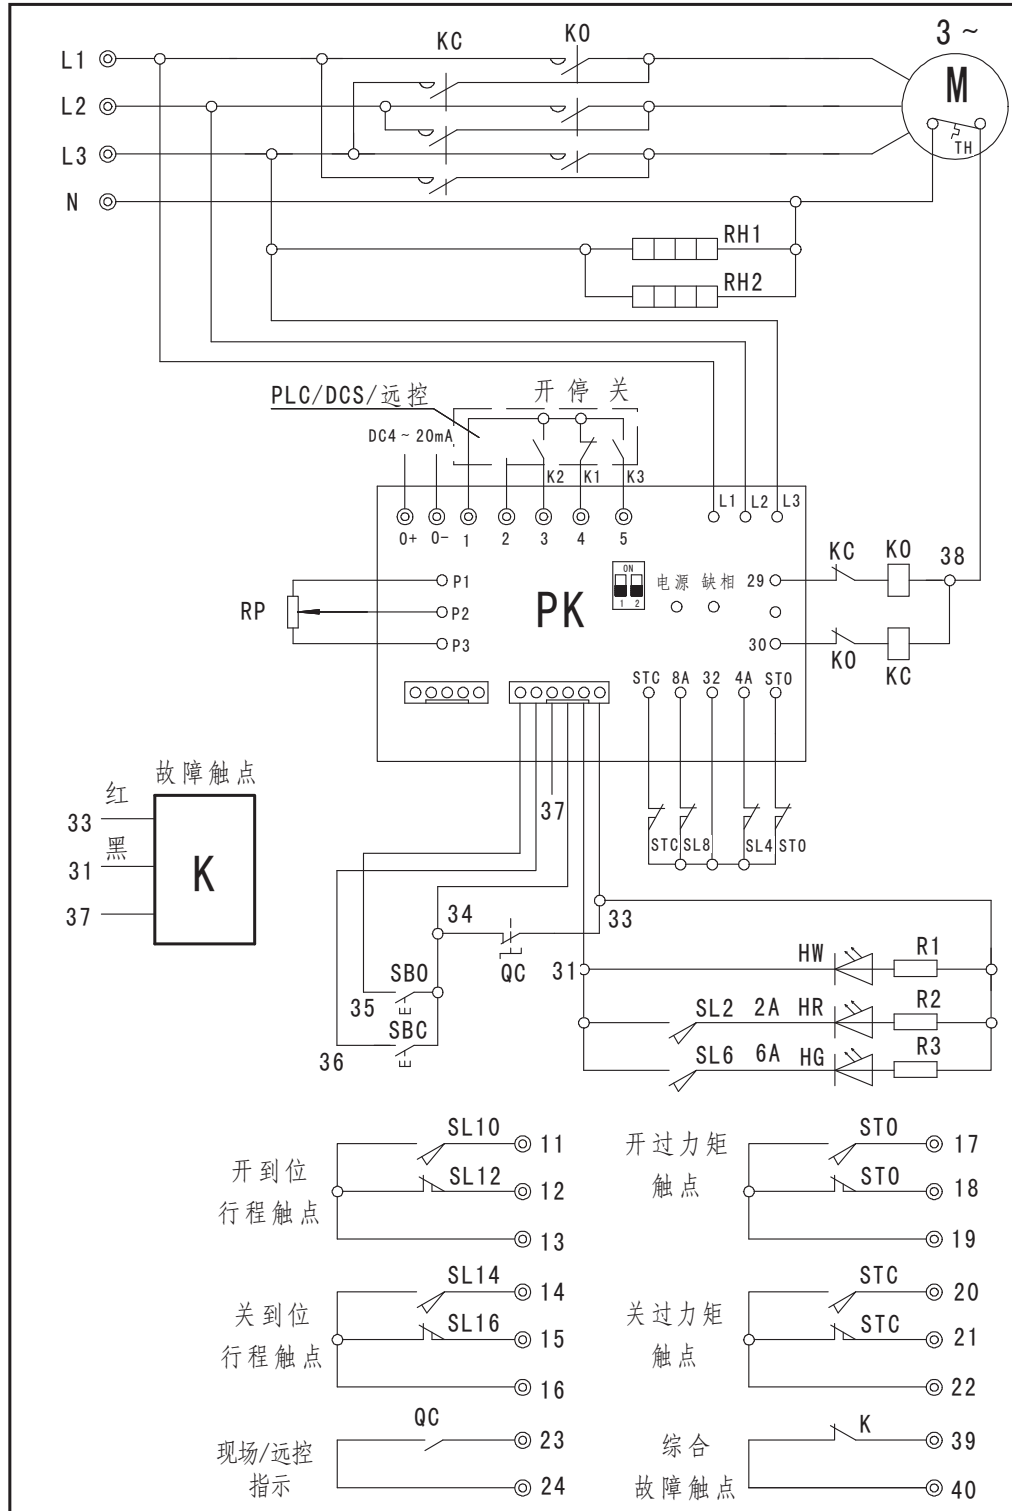 3 ~
KC
KO
L1
M
L2
TH
L3
N
RH1
RH2
PLC/DCS/远控
开 停 关
DC4 ~ 20mA
K2
K1
K3
L1
L2
L3
0+
0-
1
2
3
4
5
ON
1 2
电源 缺相
29
KC
KO
38
P1
RP
P2
PK
P3
30
KO
KC
STC
8A
32
4A
STO
37
STC
SL8
SL4
STO
故障触点
红
33
黑
31
K
37
34
33
QC
31
HW
R1
SBO
35
SL2
2A
HR
R2
SBC
36
SL6
6A
HG
R3
SL10
11
开到位
SL12
12
行程触点
13
STO
17
开过力矩
STO
18
触点
19
SL14
14
关到位
SL16
15
行程触点
16
STC
20
关过力矩
STC
21
触点
22
QC
23
现场/远控
指示
24
K
39
综合
故障触点
40